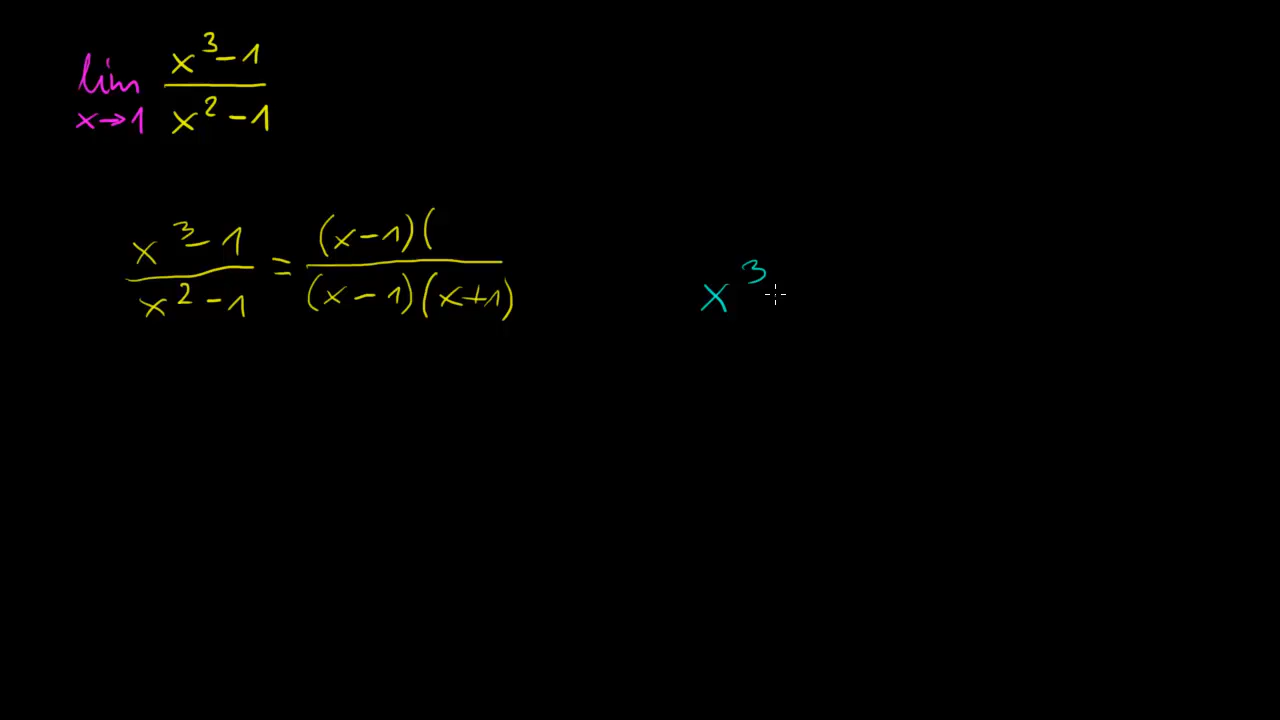 lim x→1 (x³-1)/(x²-1)
(x³-1)/(x²-1) = ((x-1)()/((x-1)(x+1))
x³